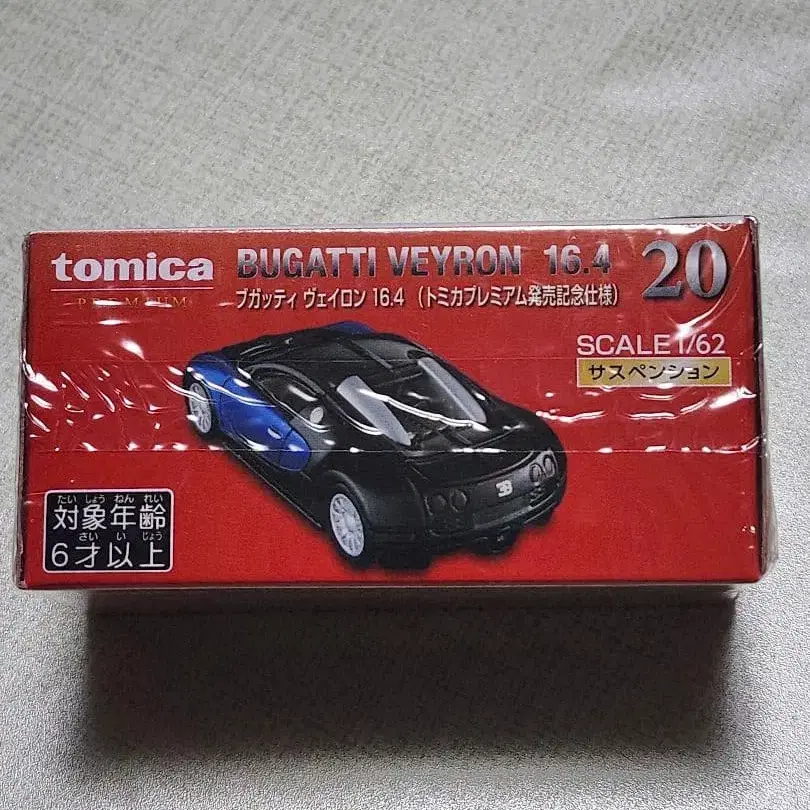 tomica
PREMIUM
BUGATTI VEYRON 16.4
ブガッティ ヴェイロン 16.4 (トミカプレミアム発売記念仕様)
20
SCALE 1/62
サスペンション
たい しょう ねん れい
対象年齢
さい い じょう
6才以上